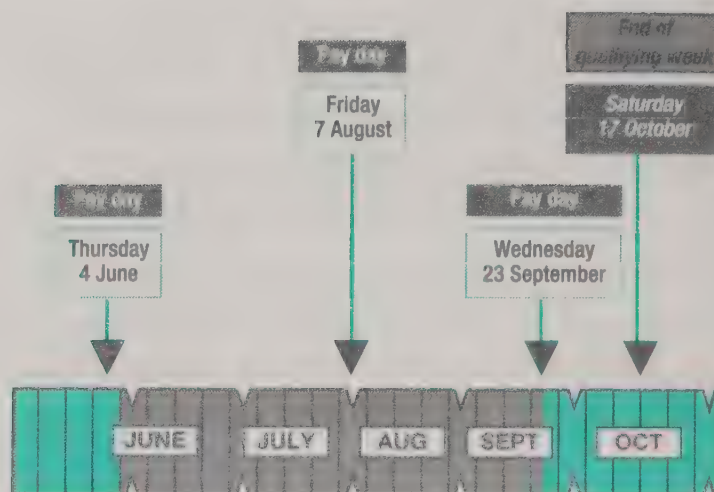 End of
qualifying week
Saturday
17 October
Pay day
Friday
7 August
Pay day
Thursday
4 June
Pay day
Wednesday
23 September
JUNE
JULY
AUG
SEPT
OCT